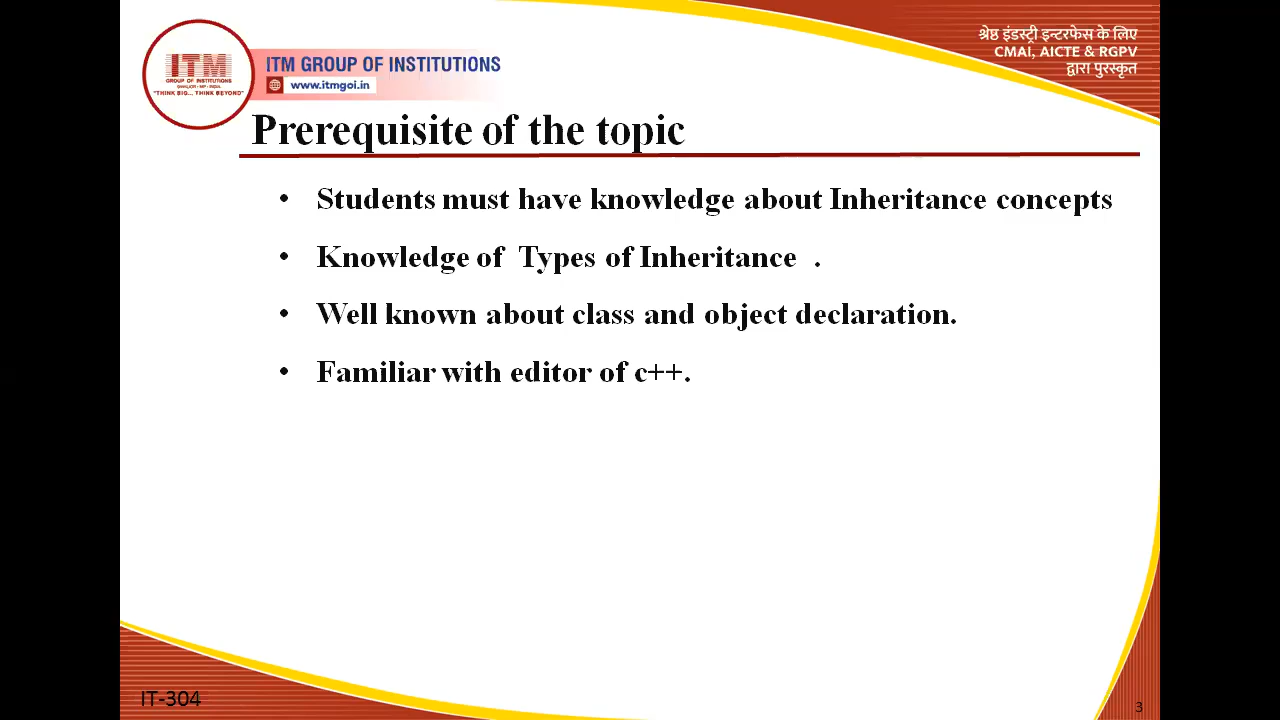 ITM
GROUP OF INSTITUTIONS
GWALIOR • MP • INDIA
"THINK BIG... THINK BEYOND"
ITM GROUP OF INSTITUTIONS
www.itmgoi.in
श्रेष्ठ इंडस्ट्री इन्टरफेस के लिए
CMAI, AICTE & RGPV
द्वारा पुरस्कृत
Prerequisite of the topic
• Students must have knowledge about Inheritance concepts
• Knowledge of Types of Inheritance .
• Well known about class and object declaration.
• Familiar with editor of c++.
IT-304
3